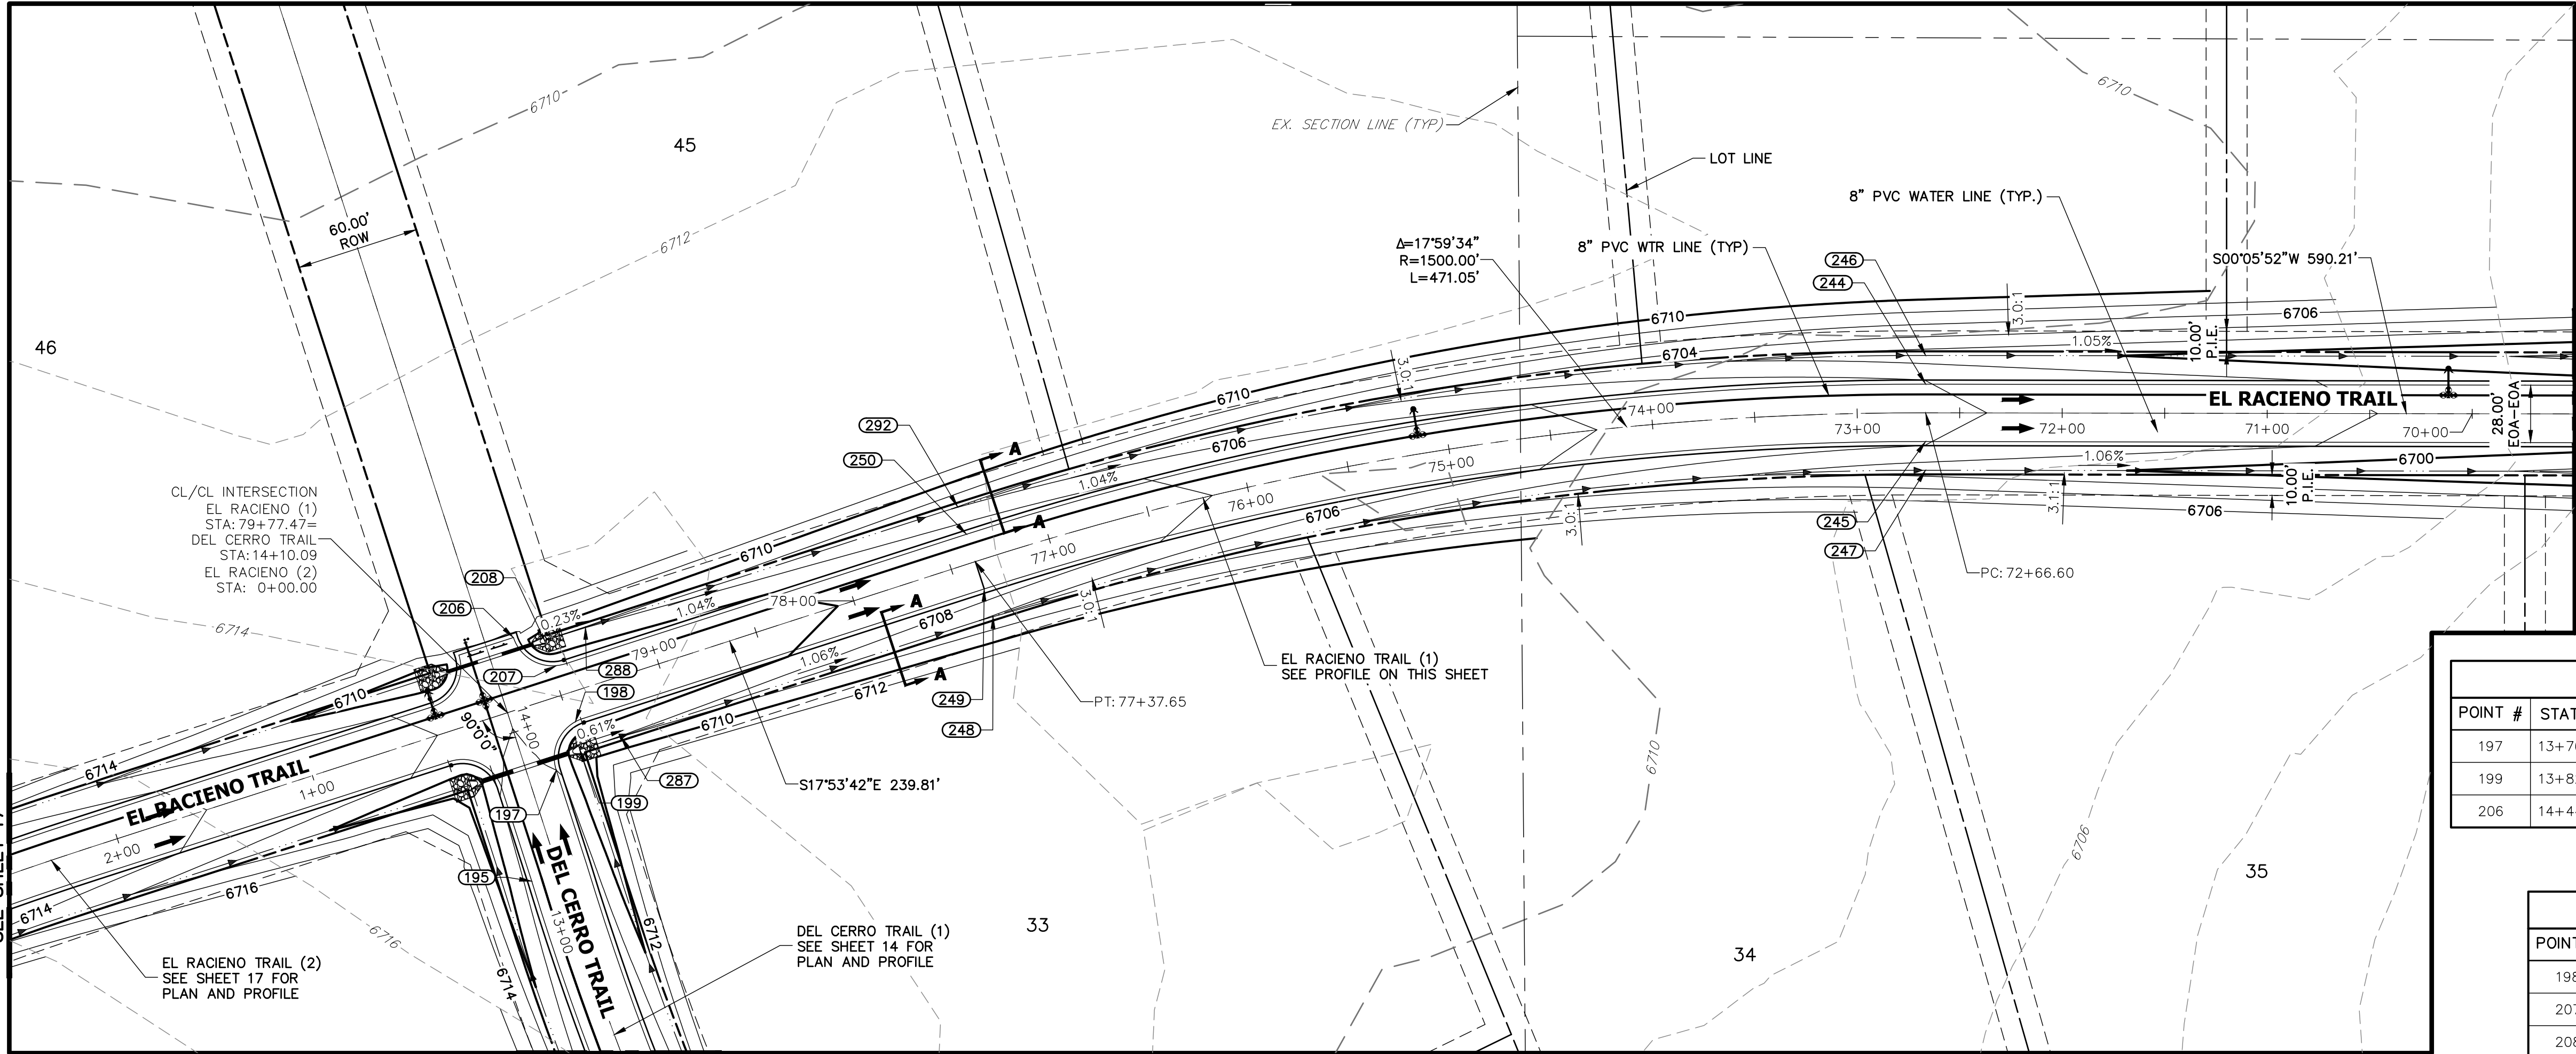 6710
6710
45
EX. SECTION LINE (TYP)
LOT LINE
8" PVC WATER LINE (TYP.)
60.00'
ROW
6712
Δ=17°59'34"
R=1500.00'
L=471.05'
8" PVC WTR LINE (TYP)
246
244
S00°05'52"W 590.21'
3.0:1
6710
6706
46
6704
1.05%
10.00'
P.I.E.
3.0:1
6710
EL RACIENO TRAIL
28.00'
EOA-EOA
74+00
73+00
72+00
71+00
70+00
292
250
A
6706
1.04%
75+00
1.06%
6700
10.00'
P.I.E.
3.1:1
6706
CL/CL INTERSECTION
EL RACIENO (1)
STA: 79+77.47=
DEL CERRO TRAIL
STA: 14+10.09
EL RACIENO (2)
STA: 0+00.00
A
76+00
6706
3.0:1
245
247
6710
77+00
PC: 72+66.60
208
206
0.23%
1.04%
78+00
A
6708
3.0:1
6714
79+00
288
207
198
1.06%
A
6712
249
248
EL RACIENO TRAIL (1)
SEE PROFILE ON THIS SHEET
PT: 77+37.65
6710
90°0'0"
14+00
0.61%
6710
6710
POINT #
197
13+7
199
13+8
206
14+4
6714
EL RACIENO TRAIL
1+00
2+00
287
199
197
S17°53'42"E 239.81'
6706
195
DEL CERRO TRAIL
13+00
6716
6714
6716
6712
6714
33
34
35
DEL CERRO TRAIL (1)
SEE SHEET 14 FOR
PLAN AND PROFILE
EL RACIENO TRAIL (2)
SEE SHEET 17 FOR
PLAN AND PROFILE
POINT
198
207
208